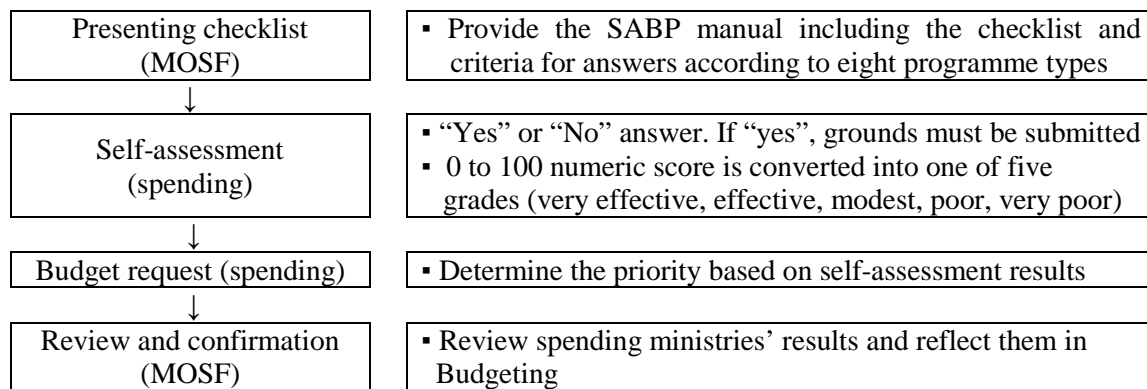 Presenting checklist
(MOSF)
▪ Provide the SABP manual including the checklist and
criteria for answers according to eight programme types
↓
Self-assessment
(spending)
▪ “Yes” or “No” answer. If “yes”, grounds must be submitted
▪ 0 to 100 numeric score is converted into one of five
grades (very effective, effective, modest, poor, very poor)
↓
Budget request (spending)
▪ Determine the priority based on self-assessment results
↓
Review and confirmation
(MOSF)
▪ Review spending ministries’ results and reflect them in
Budgeting